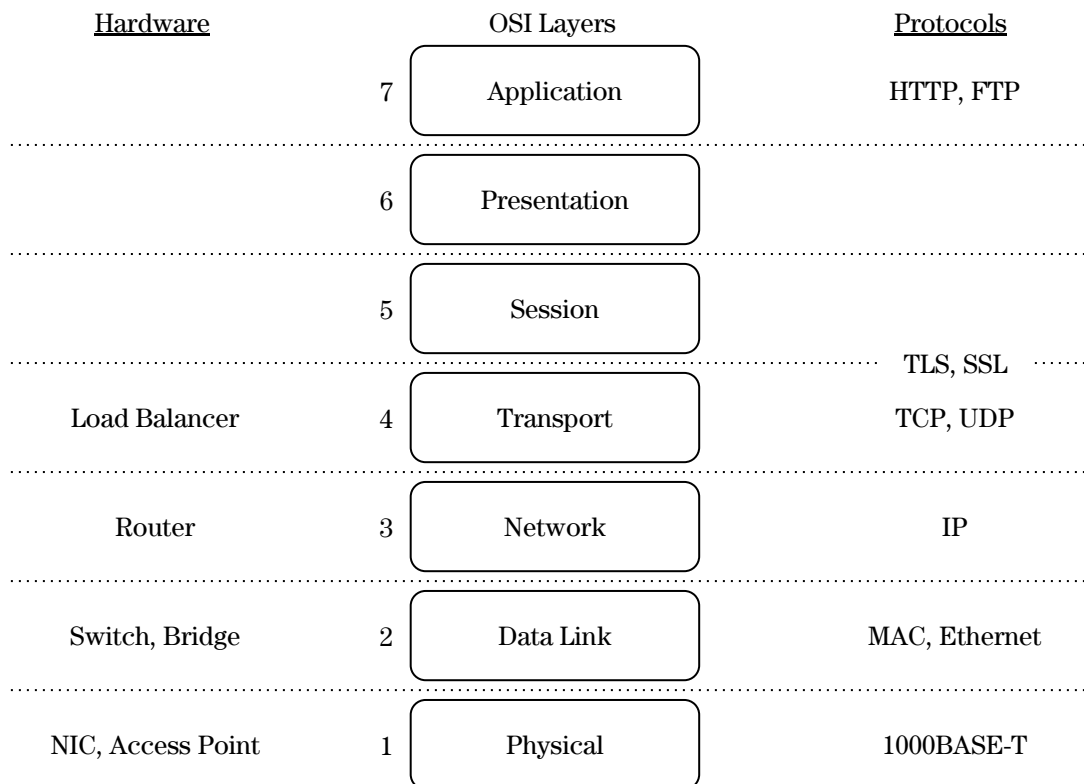 Hardware OSI Layers Protocols
7 Application HTTP, FTP
6 Presentation
5 Session
TLS, SSL
Load Balancer 4 Transport TCP, UDP
Router 3 Network IP
Switch, Bridge 2 Data Link MAC, Ethernet
NIC, Access Point 1 Physical 1000BASE-T